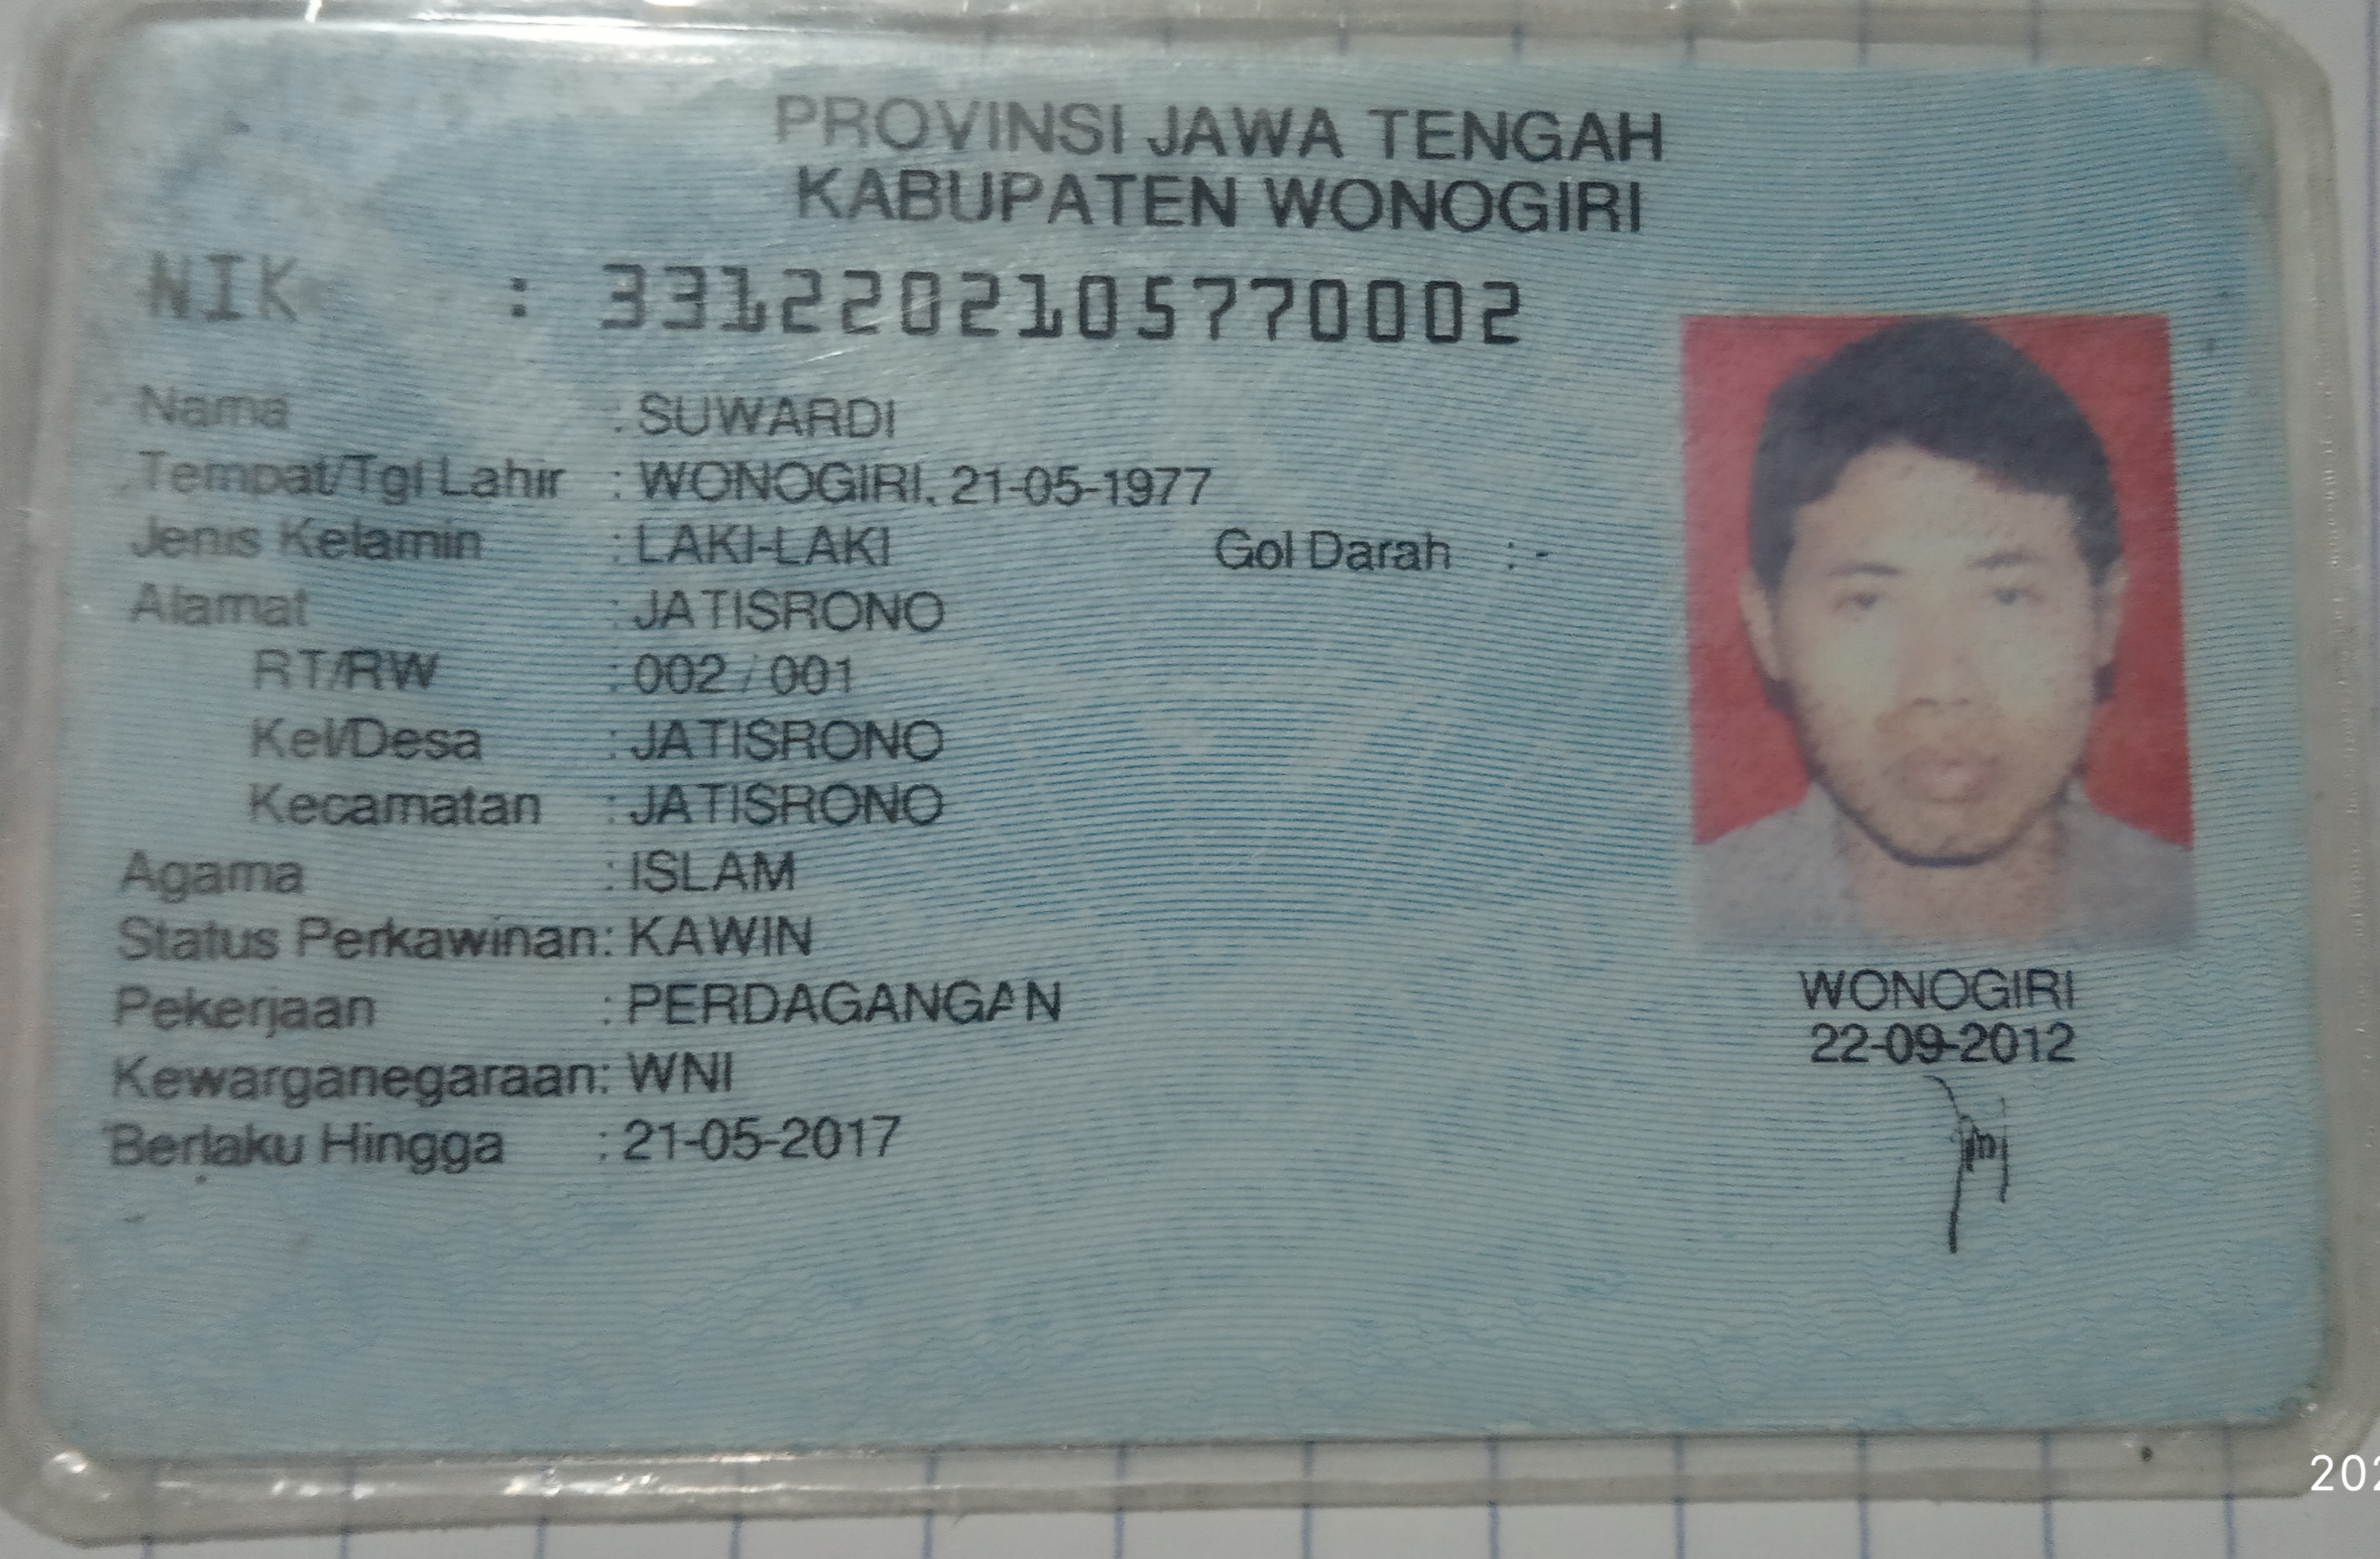 PROVINSI JAWA TENGAH
KABUPATEN WONOGIRI
NIK : 3312202105770002
Nama : SUWARDI
Tempat/Tgl Lahir : WONOGIRI, 21-05-1977
Jenis Kelamin : LAKI-LAKI Gol Darah : -
Alamat : JATISRONO
RT/RW : 002 / 001
Kel/Desa : JATISRONO
Kecamatan : JATISRONO
Agama : ISLAM
Status Perkawinan: KAWIN
Pekerjaan : PERDAGANGAN
Kewarganegaraan: WNI
Berlaku Hingga : 21-05-2017
WONOGIRI
22-09-2012